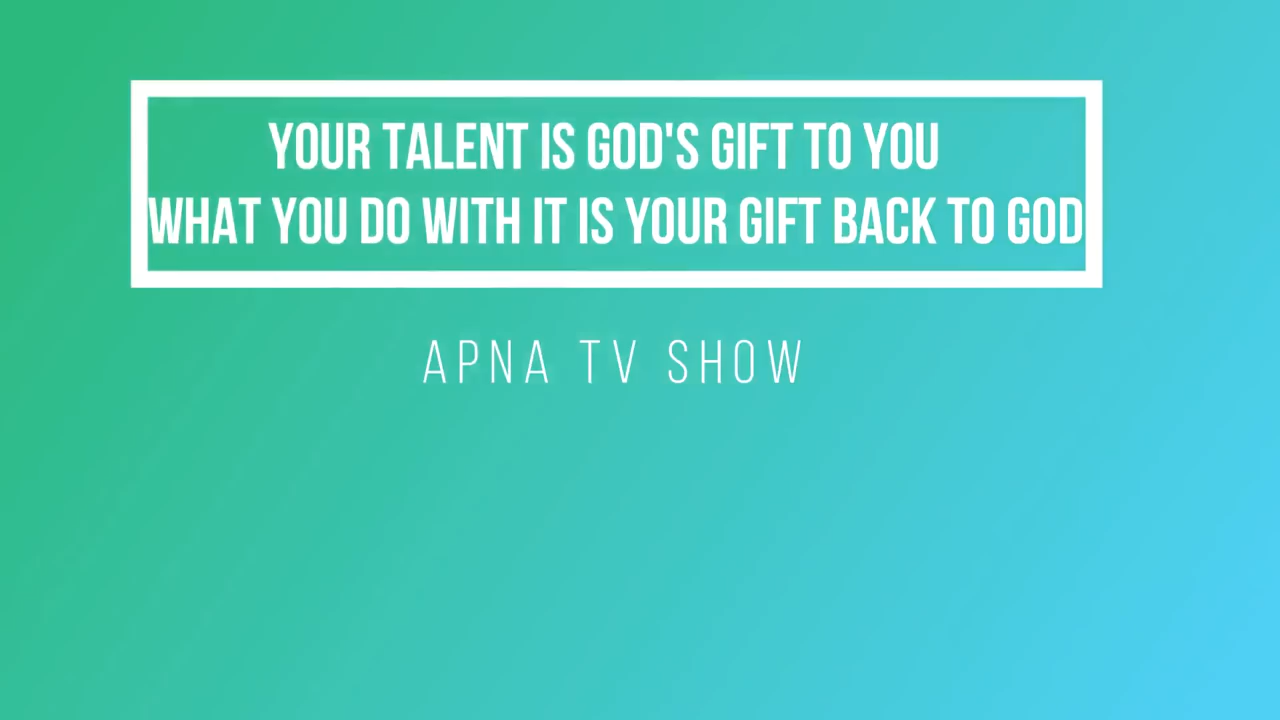 YOUR TALENT IS GOD'S GIFT TO YOU
WHAT YOU DO WITH IT IS YOUR GIFT BACK TO GOD
APNA TV SHOW